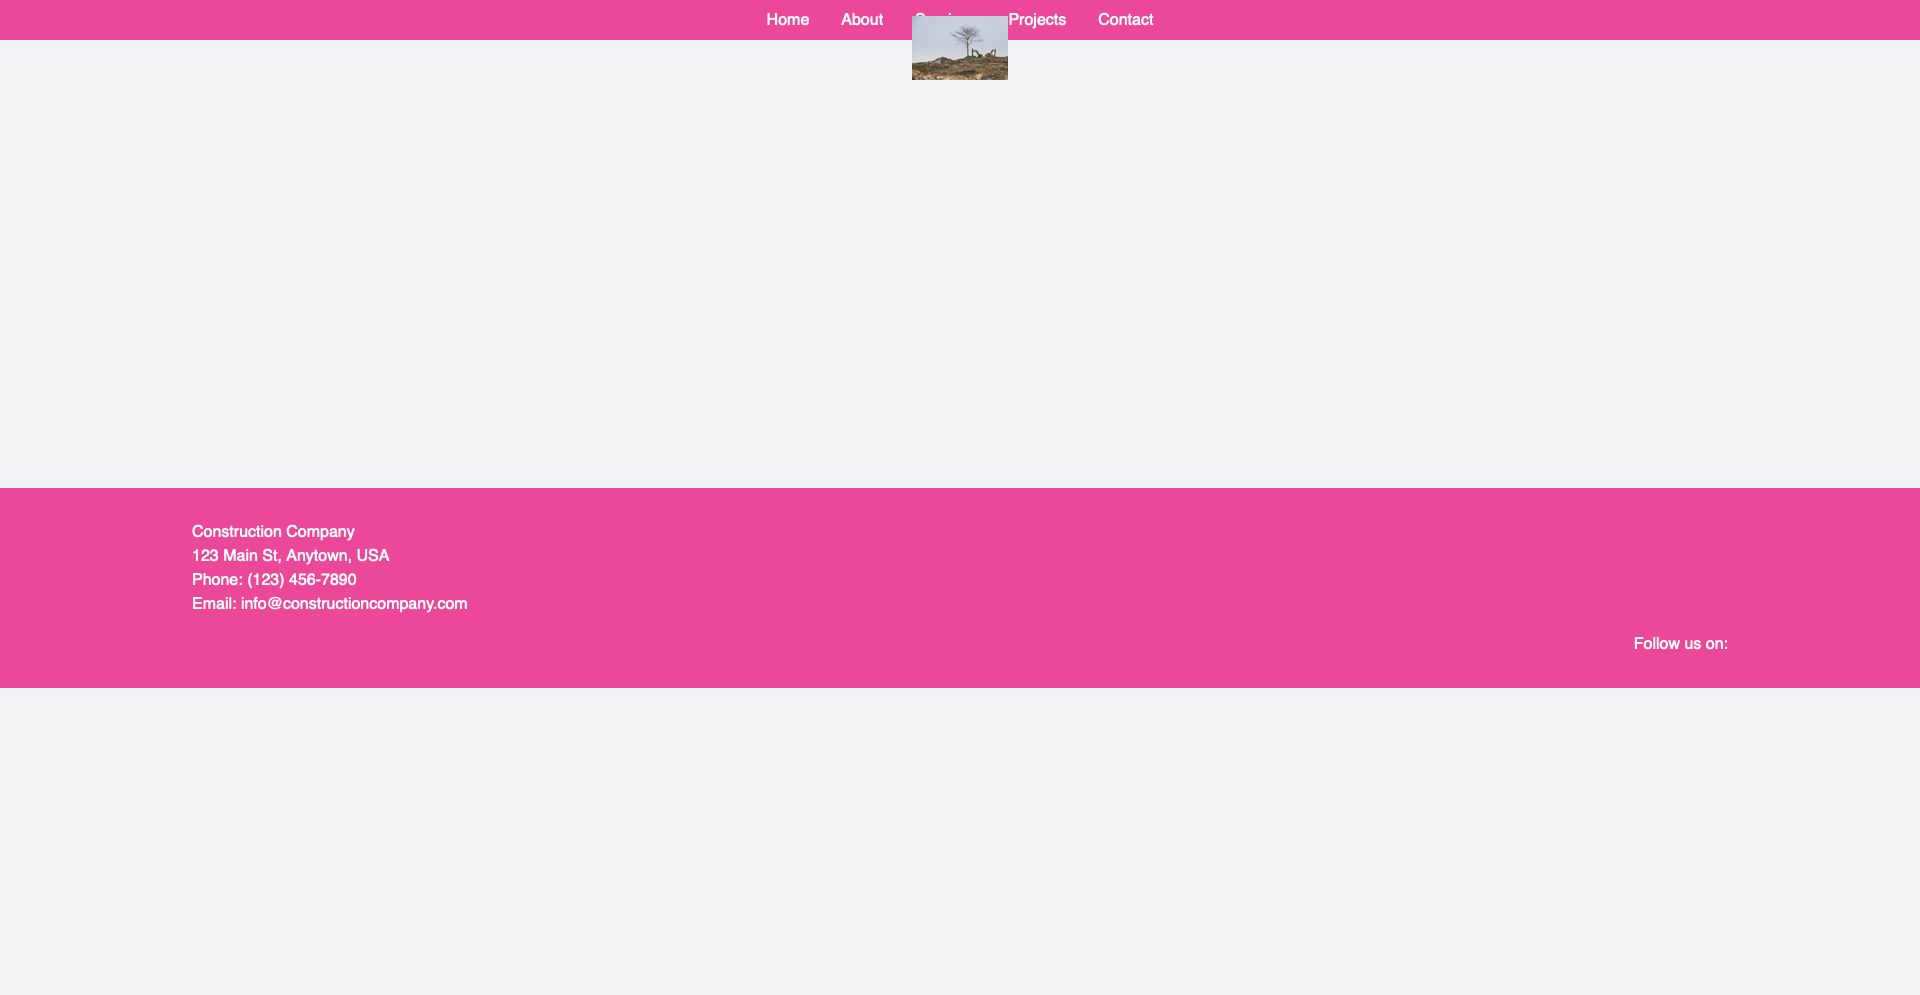 Home About Projects Contact
Construction Company
123 Main St, Anytown, USA
Phone: (123) 456-7890
Email: info@constructioncompany.com
Follow us on: